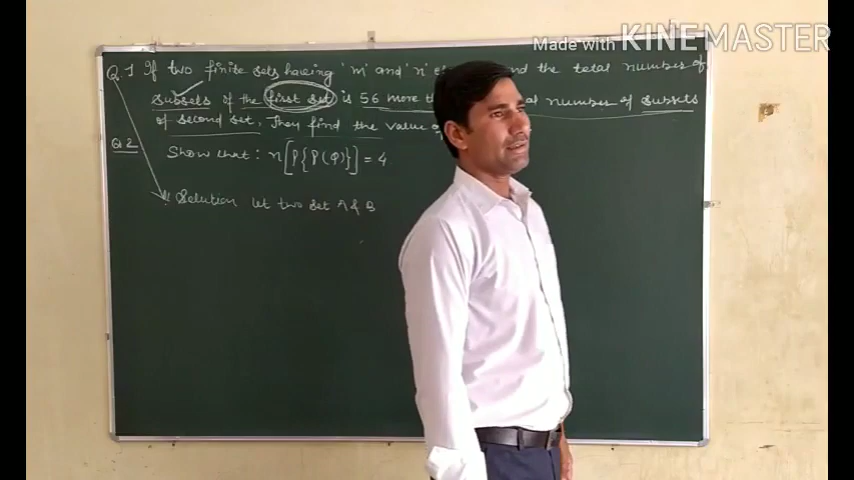 Made with KINEMASTER
Q.1 If two finite sets having 'm' and 'n' and the total number of
Subsets of the first set is 56 more number of subsets
of second set. Then find the value
Q.2 Show that: n[P{P(φ)}] = 4
Solution let two set A & B